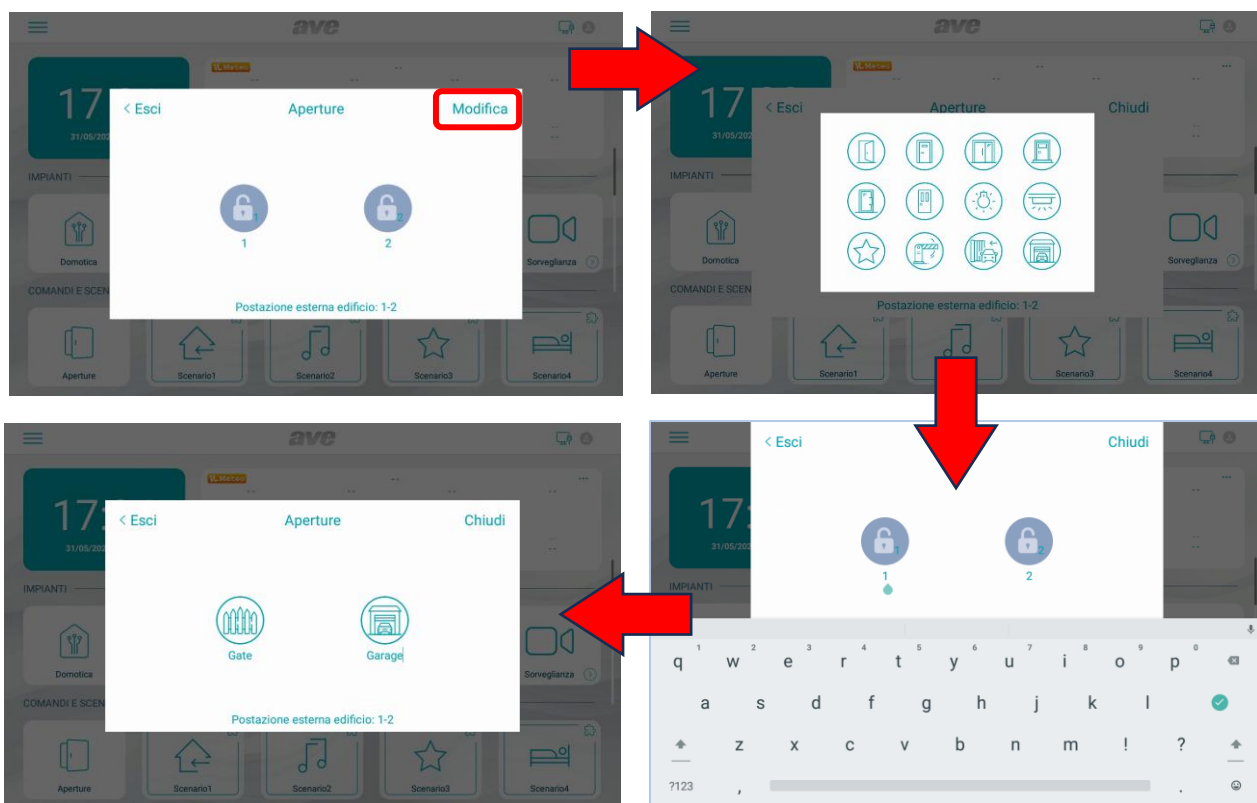 ave
Meteo
17
31/05/202
< Esci
Aperture
Modifica
1
2
1
2
Postazione esterna edificio: 1-2
IMPIANTI
Domotica
Sorveglianza
COMANDI E SCEN
Aperture
Scenario1
Scenario2
Scenario3
Scenario4
ave
Meteo
17
31/05/202
< Esci
Aperture
Chiudi
Postazione esterna edificio: 1-2
IMPIANTI
Domotica
Sorveglianza
COMANDI E SCEN
Aperture
Scenario1
Scenario3
Scenario4
ave
Meteo
17:
31/05/202
< Esci
Aperture
Chiudi
Gate
Garage
Postazione esterna edificio: 1-2
IMPIANTI
Domotica
Sorveglianza
COMANDI E SCEN
Aperture
Scenario1
Scenario2
Scenario3
Scenario4
17:
31/05/202
< Esci
Chiudi
1
2
1
2
IMPIANTI
1 2 3 4 5 6 7 8 9 0
q w e r t y u i o p
a s d f g h j k l
z x c v b n m ! ?
?123 , .